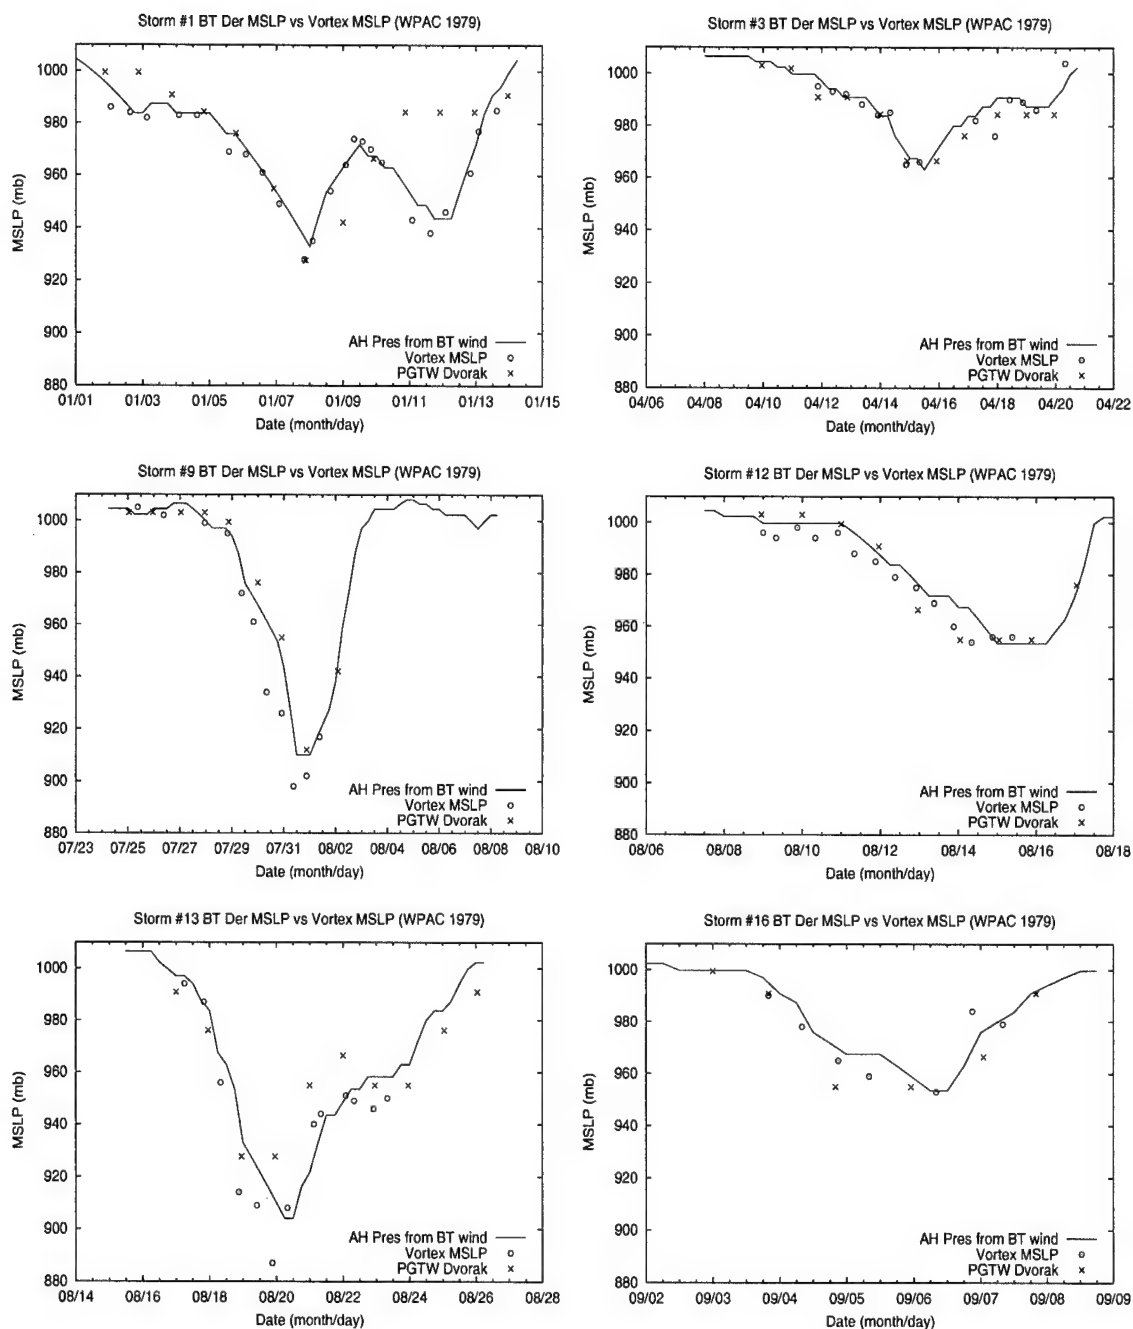 Storm #1 BT Der MSLP vs Vortex MSLP (WPAC 1979)
1000
980
960
940
920
900
880
MSLP (mb)
AH Pres from BT wind
Vortex MSLP
PGTW Dvorak
01/01 01/03 01/05 01/07 01/09 01/11 01/13 01/15
Date (month/day)
Storm #3 BT Der MSLP vs Vortex MSLP (WPAC 1979)
1000
980
960
940
920
900
880
MSLP (mb)
AH Pres from BT wind
Vortex MSLP
PGTW Dvorak
04/06 04/08 04/10 04/12 04/14 04/16 04/18 04/20 04/22
Date (month/day)
Storm #9 BT Der MSLP vs Vortex MSLP (WPAC 1979)
1000
980
960
940
920
900
880
MSLP (mb)
AH Pres from BT wind
Vortex MSLP
PGTW Dvorak
07/23 07/25 07/27 07/29 07/31 08/02 08/04 08/06 08/08 08/10
Date (month/day)
Storm #12 BT Der MSLP vs Vortex MSLP (WPAC 1979)
1000
980
960
940
920
900
880
MSLP (mb)
AH Pres from BT wind
Vortex MSLP
PGTW Dvorak
08/06 08/08 08/10 08/12 08/14 08/16 08/18
Date (month/day)
Storm #13 BT Der MSLP vs Vortex MSLP (WPAC 1979)
1000
980
960
940
920
900
880
MSLP (mb)
AH Pres from BT wind
Vortex MSLP
PGTW Dvorak
08/14 08/16 08/18 08/20 08/22 08/24 08/26 08/28
Date (month/day)
Storm #16 BT Der MSLP vs Vortex MSLP (WPAC 1979)
1000
980
960
940
920
900
880
MSLP (mb)
AH Pres from BT wind
Vortex MSLP
PGTW Dvorak
09/02 09/03 09/04 09/05 09/06 09/07 09/08 09/09
Date (month/day)